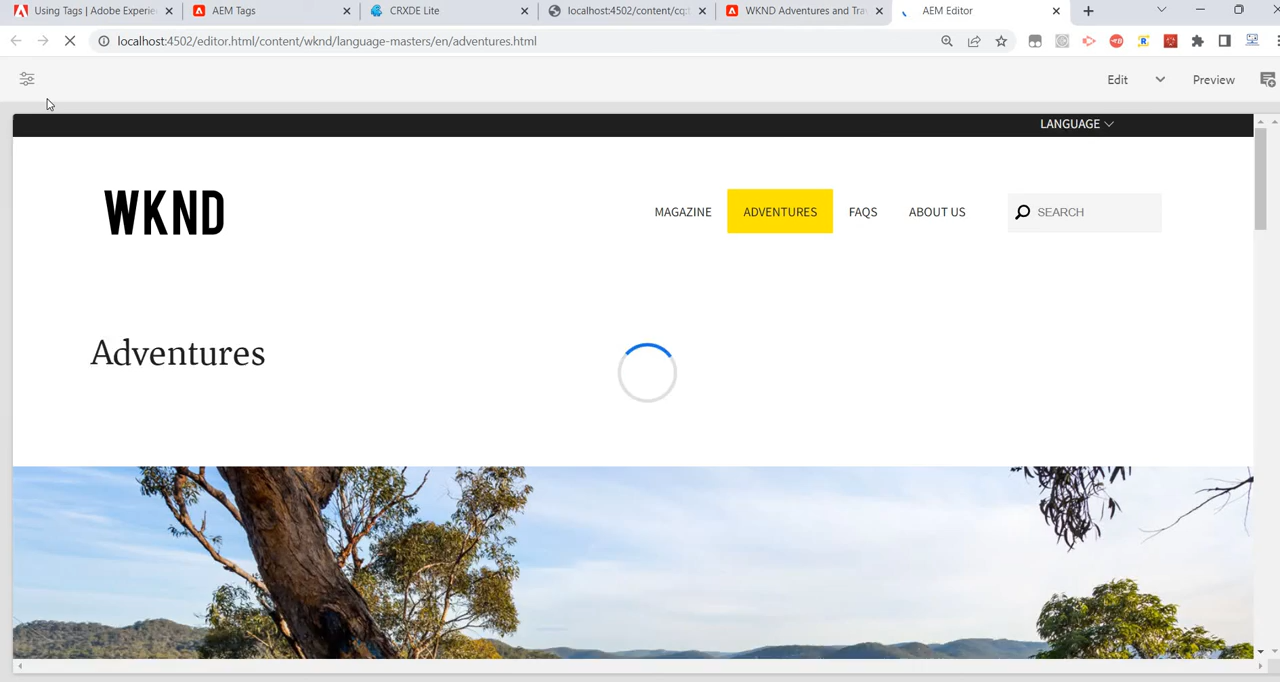 Using Tags | Adobe Experie
AEM Tags
CRXDE Lite
localhost:4502/content/cq:t
WKND Adventures and Tra
AEM Editor
localhost:4502/editor.html/content/wknd/language-masters/en/adventures.html
Edit
Preview
LANGUAGE
WKND
MAGAZINE
ADVENTURES
FAQS
ABOUT US
SEARCH
Adventures